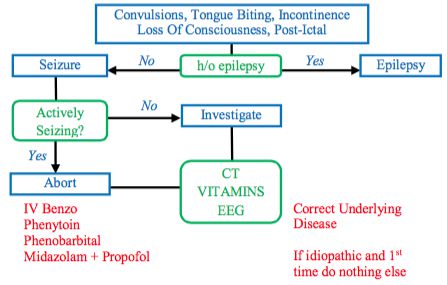 Convulsions, Tongue Biting, Incontinence
Loss Of Consciousness, Post-Ictal
Seizure
No
h/o epilepsy
Yes
Epilepsy
Actively
Seizing?
No
Investigate
Yes
Abort
CT
VITAMINS
EEG
IV Benzo
Phenytoin
Phenobarbital
Midazolam + Propofol
Correct Underlying
Disease
If idiopathic and 1st
time do nothing else